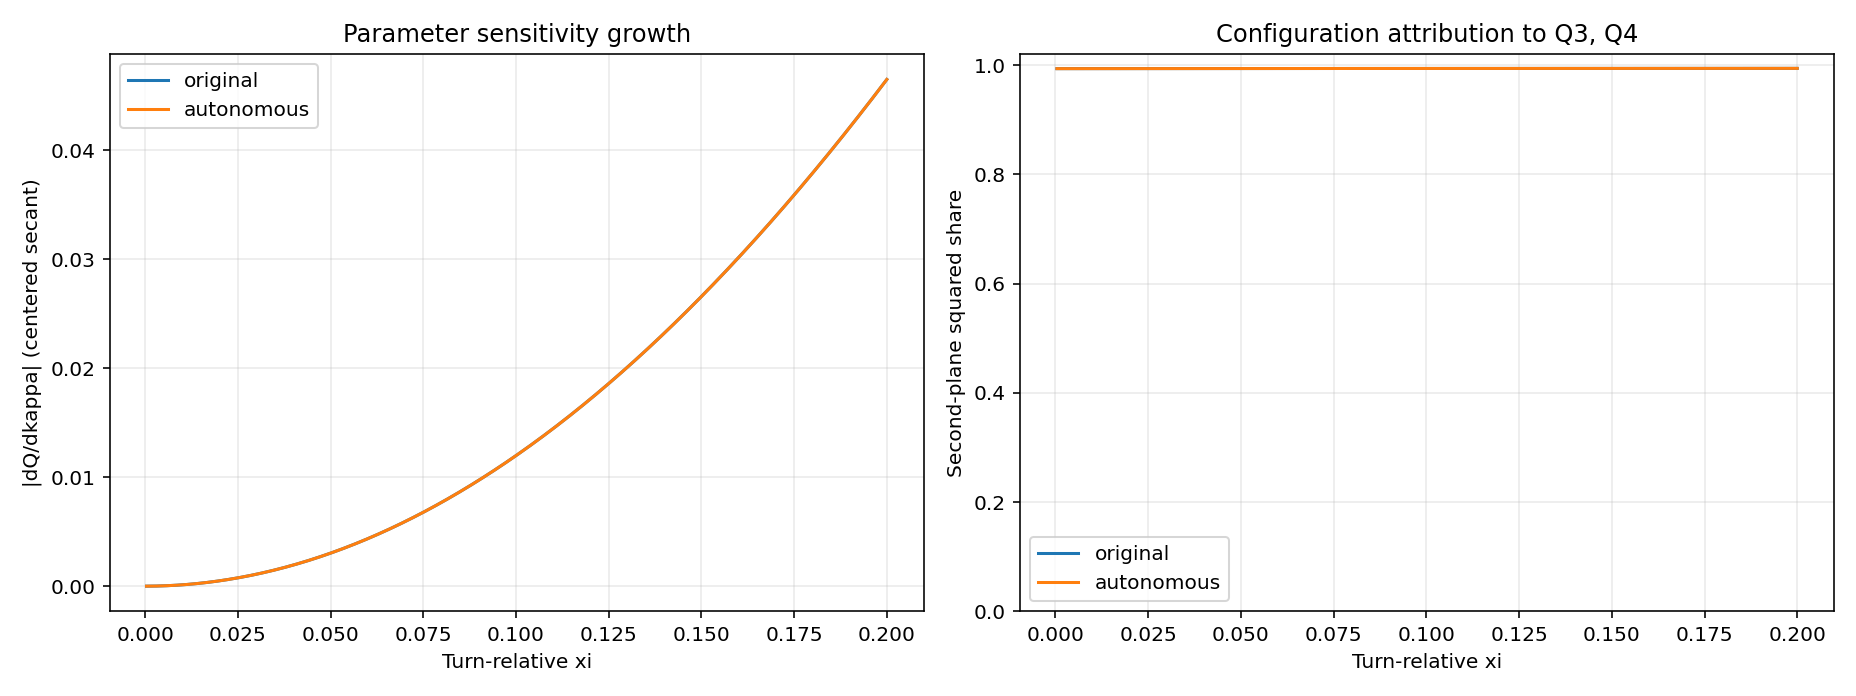 Parameter sensitivity growth
original
autonomous
|dQ/dkappa| (centered secant)
0.04
0.03
0.02
0.01
0.00
0.000 0.025 0.050 0.075 0.100 0.125 0.150 0.175 0.200
Turn-relative xi
Configuration attribution to Q3, Q4
Second-plane squared share
1.0
0.8
0.6
0.4
0.2
0.0
original
autonomous
0.000 0.025 0.050 0.075 0.100 0.125 0.150 0.175 0.200
Turn-relative xi